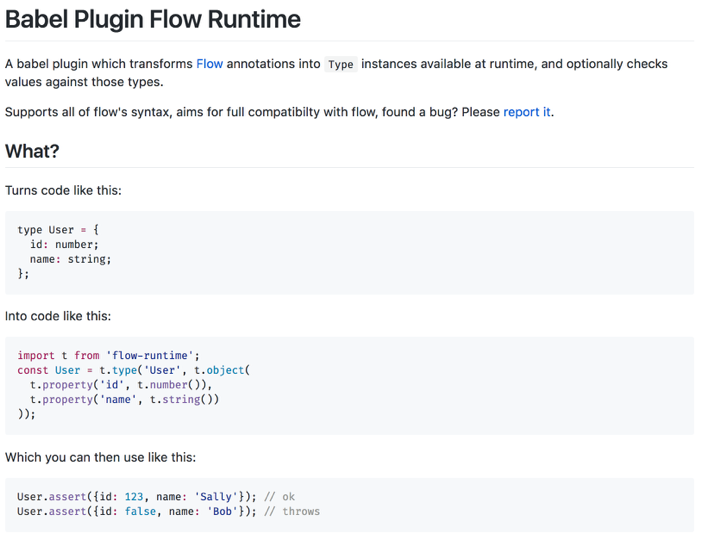 Babel Plugin Flow Runtime
A babel plugin which transforms Flow annotations into Type instances available at runtime, and optionally checks
values against those types.
Supports all of flow's syntax, aims for full compatibilty with flow, found a bug? Please report it.
What?
Turns code like this:
type User = {
  id: number;
  name: string;
};
Into code like this:
import t from 'flow-runtime';
const User = t.type('User', t.object(
  t.property('id', t.number()),
  t.property('name', t.string())
));
Which you can then use like this:
User.assert({id: 123, name: 'Sally'}); // ok
User.assert({id: false, name: 'Bob'}); // throws